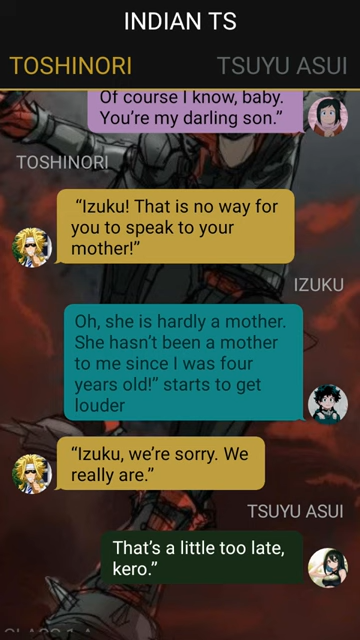 INDIAN TS
TOSHINORI
TSUYU ASUI
Of course I know, baby.
You're my darling son.”
TOSHINORI
“Izuku! That is no way for
you to speak to your
mother!”
IZUKU
Oh, she is hardly a mother.
She hasn't been a mother
to me since I was four
years old!” starts to get
louder
“Izuku, we're sorry. We
really are.”
TSUYU ASUI
That's a little too late,
kero.”